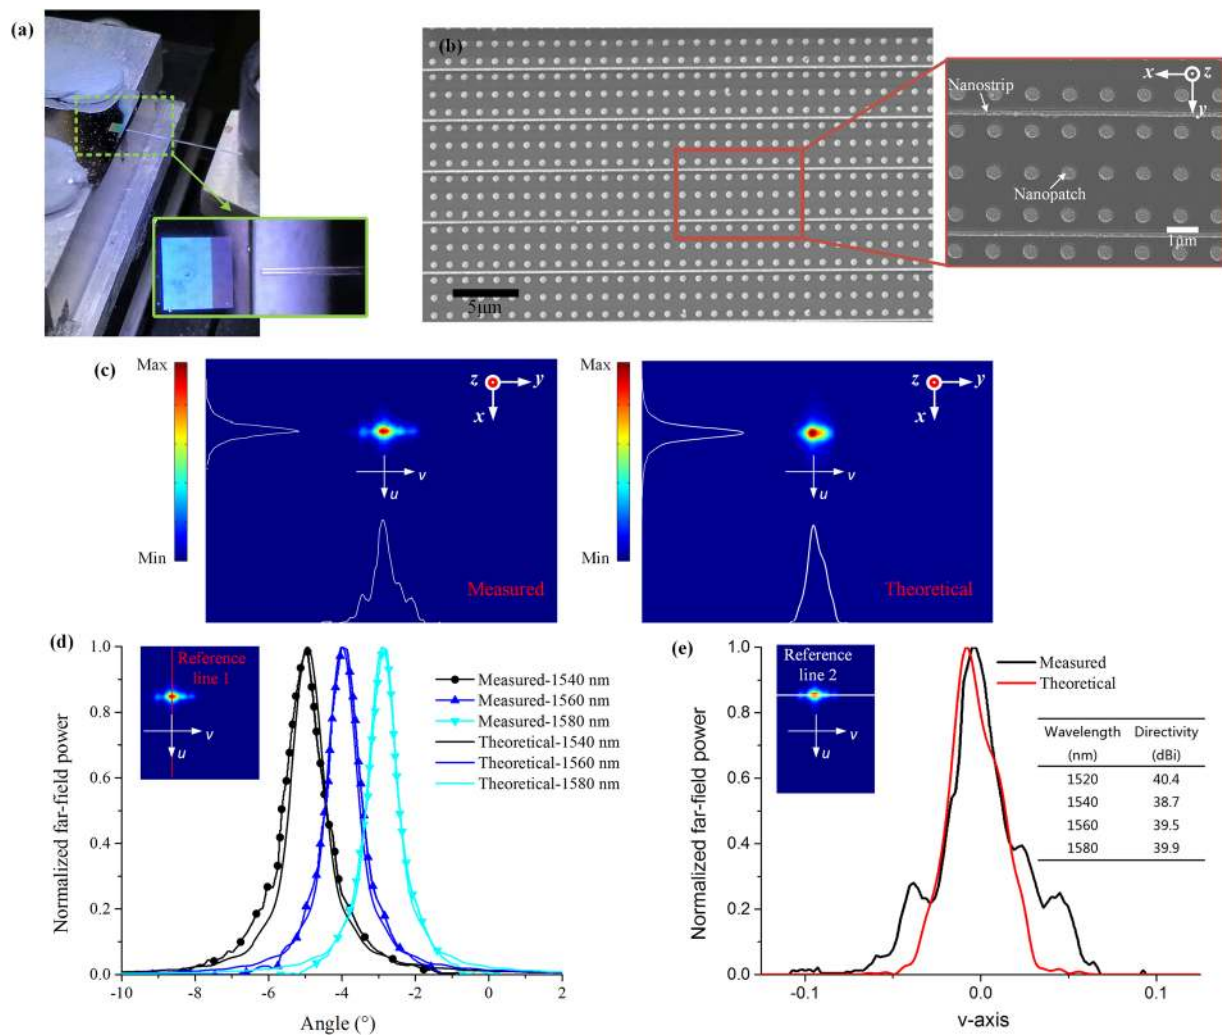 (a)
(b)
5μm
Nanostrip
Nanopatch
x
z
y
1μm
(c)
Max
Min
z
y
x
v
u
Measured
Max
Min
z
y
x
v
u
Theoretical
(d)
Normalized far-field power
1.0
0.8
0.6
0.4
0.2
0.0
-10
-8
-6
-4
-2
0
2
Angle (°)
Reference
line 1
v
u
Measured-1540 nm
Measured-1560 nm
Measured-1580 nm
Theoretical-1540 nm
Theoretical-1560 nm
Theoretical-1580 nm
(e)
Normalized far-field power
1.0
0.8
0.6
0.4
0.2
0.0
-0.1
0.0
0.1
v-axis
Reference
line 2
v
u
Measured
Theoretical
Wavelength Directivity
(nm) (dBi)
1520 40.4
1540 38.7
1560 39.5
1580 39.9